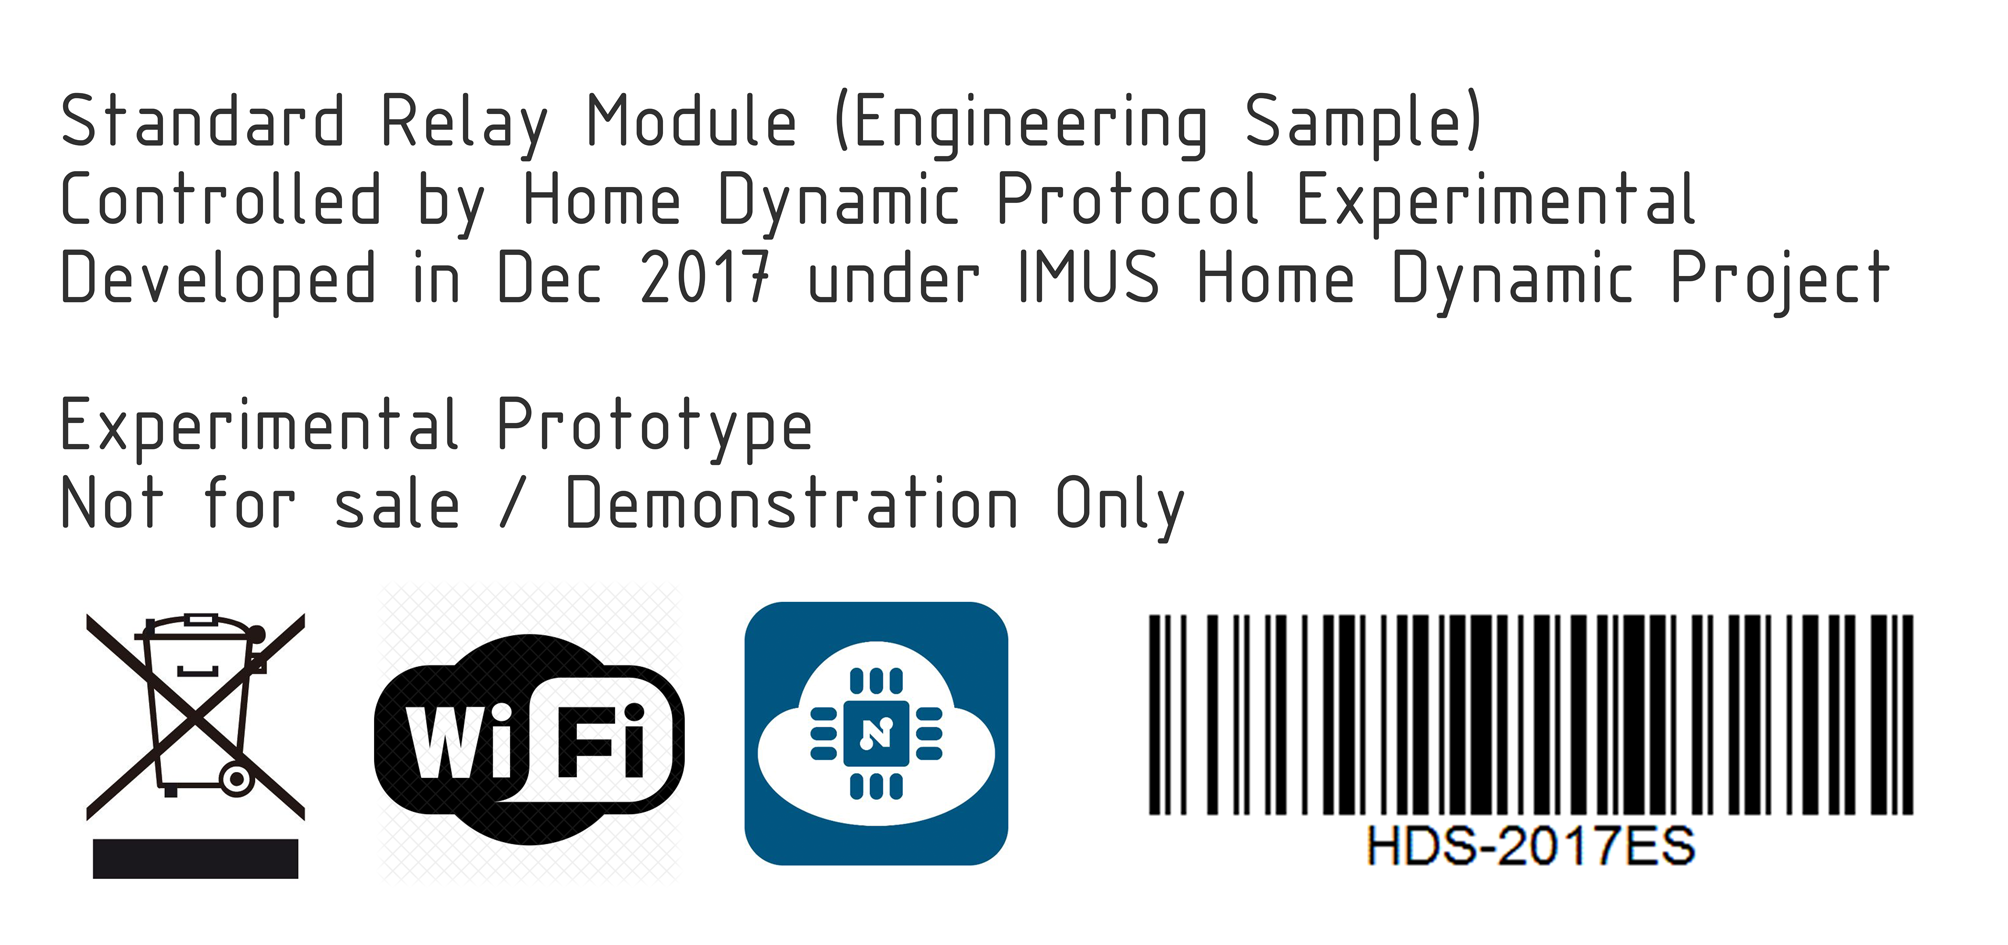 Standard Relay Module (Engineering Sample)
Controlled by Home Dynamic Protocol Experimental
Developed in Dec 2017 under IMUS Home Dynamic Project
Experimental Prototype
Not for sale / Demonstration Only
Wi Fi
N
HDS-2017ES